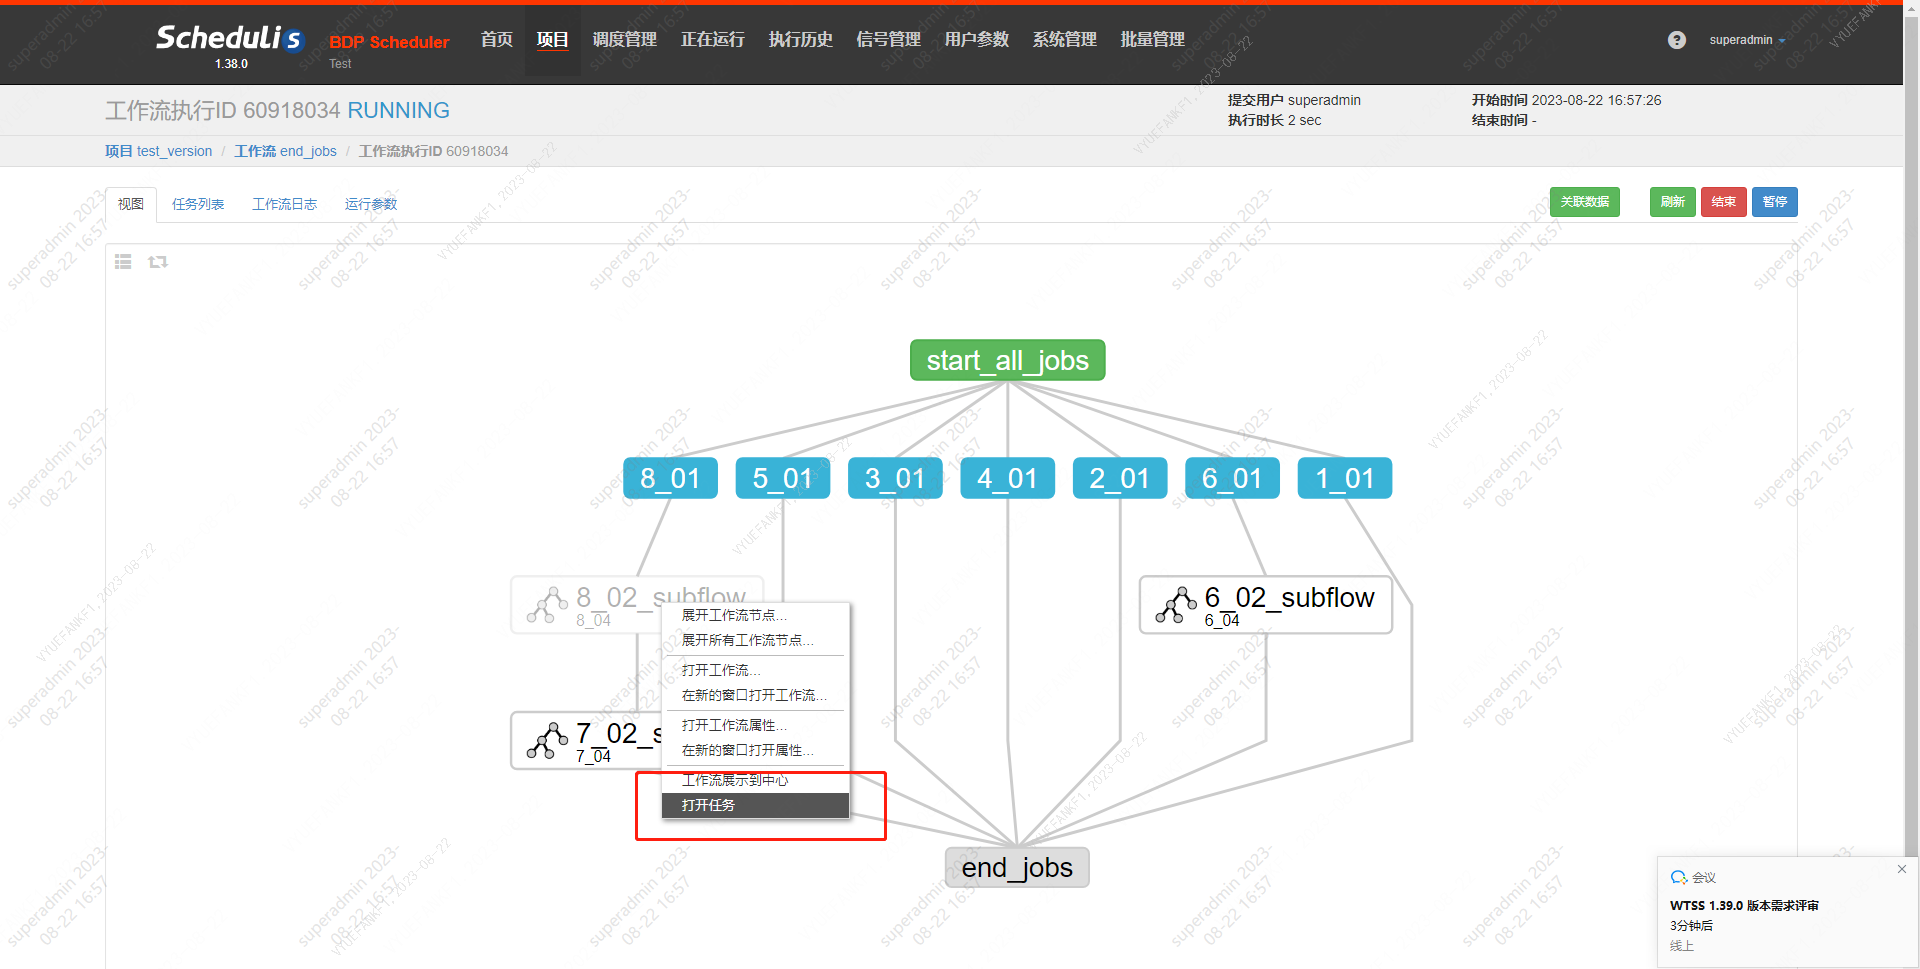 Scheduli s
1.38.0
BDP Scheduler
Test
首页 项目 调度管理 正在运行 执行历史 信号管理 用户参数 系统管理 批量管理
? superadmin
工作流执行ID 60918034 RUNNING
提交用户 superadmin
执行时长 2 sec
开始时间 2023-08-22 16:57:26
结束时间 -
项目 test_version / 工作流 end_jobs / 工作流执行ID 60918034
视图 任务列表 工作流日志 运行参数
关联数据 刷新 结束 暂停
start_all_jobs
8_01 5_01 3_01 4_01 2_01 6_01 1_01
8_02_subflow
8_04
6_02_subflow
6_04
7_02_s
7_04
展开工作流节点...
展开所有工作流节点...
打开工作流...
在新的窗口打开工作流...
打开工作流属性...
在新的窗口打开属性...
工作流展示到中心
打开任务
end_jobs
会议
WTSS 1.39.0 版本需求评审
3分钟后
线上
superadmin 2023-
08-22 16:57
VYUEFANKF1,2023-08-22